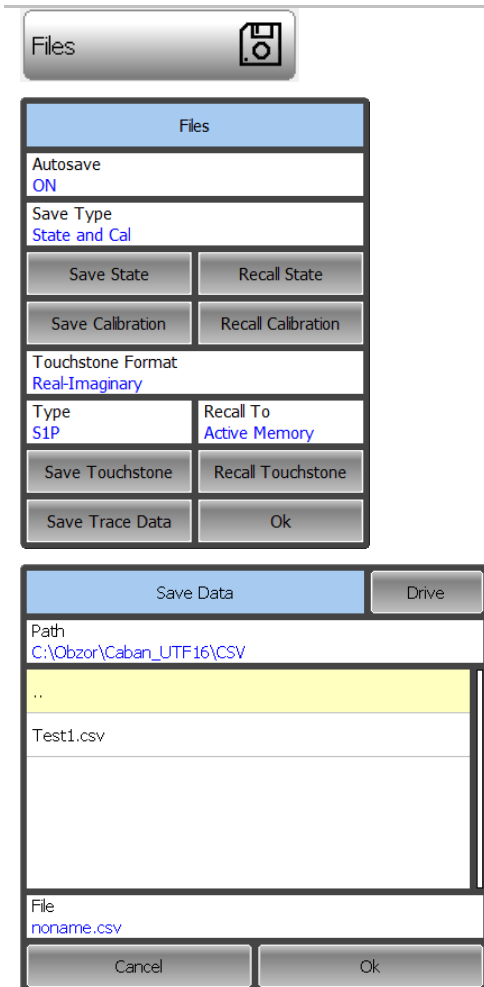 Files
Files
Autosave
ON
Save Type
State and Cal
Save State Recall State
Save Calibration Recall Calibration
Touchstone Format
Real-Imaginary
Type Recall To
S1P Active Memory
Save Touchstone Recall Touchstone
Save Trace Data Ok
Save Data Drive
Path
C:\Obzor\Caban_UTF16\CSV
..
Test1.csv
File
noname.csv
Cancel Ok